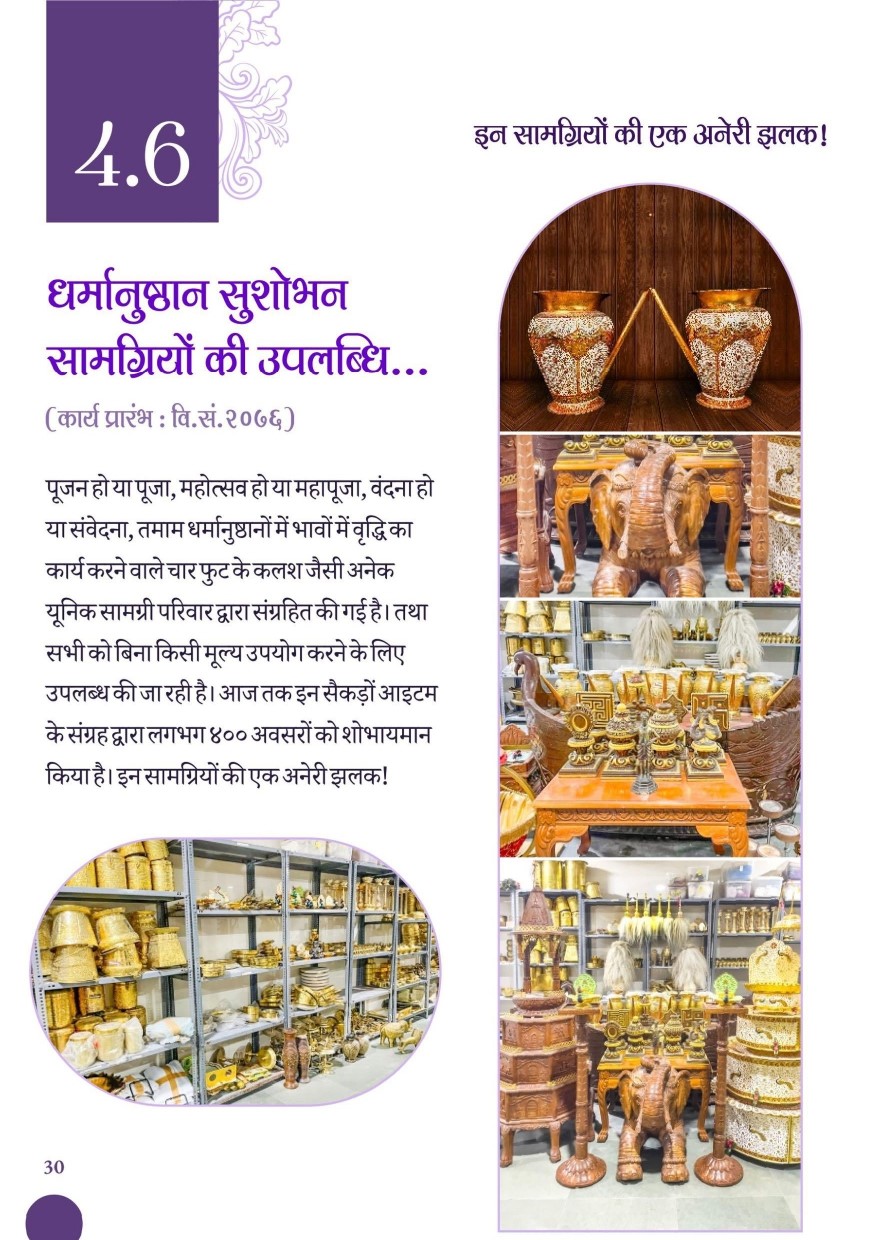 4.6
धर्मानुष्ठान सुशोभन
सामग्रियों की उपलब्धि...
(कार्य प्रारंभ : वि.सं.२०७६)
पूजन हो या पूजा, महोत्सव हो या महापूजा, वंदना हो
या संवेदना, तमाम धर्मानुष्ठानों में भावों में वृद्धि का
कार्य करने वाले चार फुट के कलश जैसी अनेक
यूनिक सामग्री परिवार द्वारा संग्रहित की गई है। तथा
सभी को बिना किसी मूल्य उपयोग करने के लिए
उपलब्ध की जा रही है। आज तक इन सैकड़ों आइटम
के संग्रह द्वारा लगभग ४०० अवसरों को शोभायमान
किया है। इन सामग्रियों की एक अनेरी झलक!
इन सामग्रियों की एक अनेरी झलक!
30